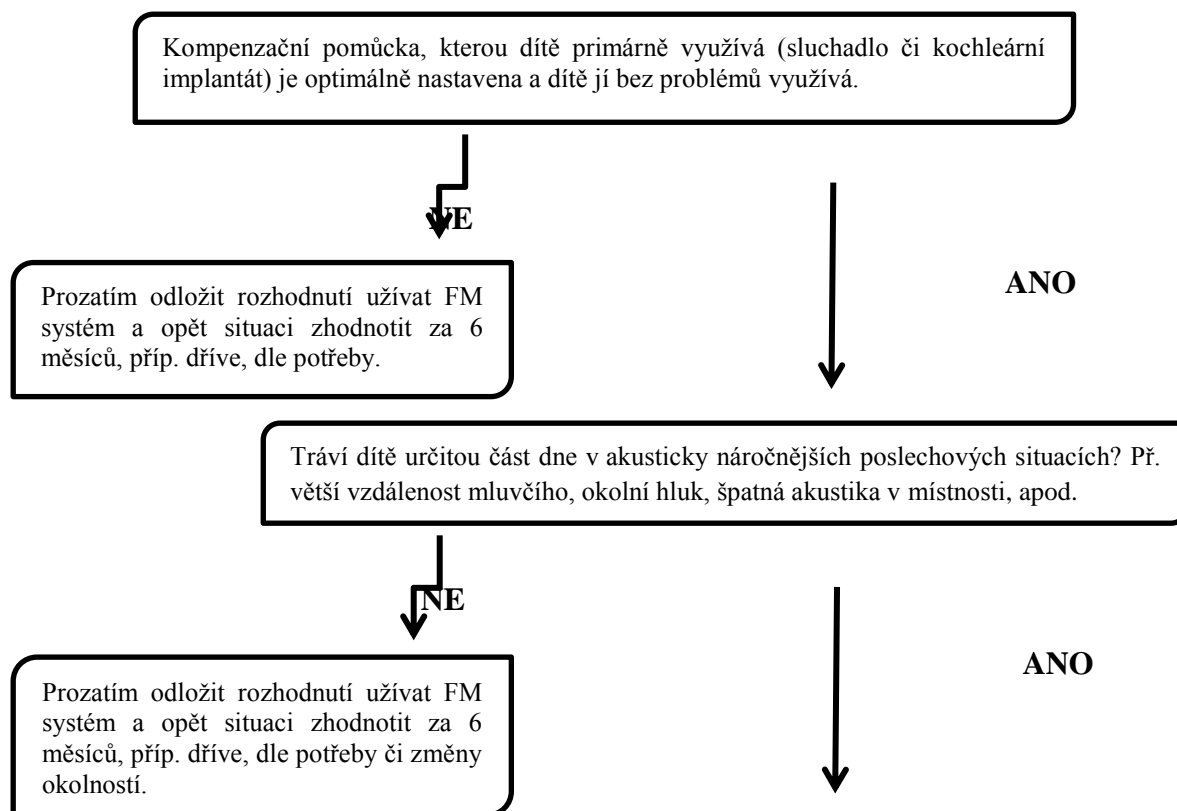 Kompenzační pomůcka, kterou dítě primárně využívá (sluchadlo či kochleární
implantát) je optimálně nastavena a dítě jí bez problémů využívá.
NE
ANO
Prozatím odložit rozhodnutí užívat FM
systém a opět situaci zhodnotit za 6
měsíců, příp. dříve, dle potřeby.
Tráví dítě určitou část dne v akusticky náročnějších poslechových situacích? Př.
větší vzdálenost mluvčího, okolní hluk, špatná akustika v místnosti, apod.
NE
ANO
Prozatím odložit rozhodnutí užívat FM
systém a opět situaci zhodnotit za 6
měsíců, příp. dříve, dle potřeby či změny
okolností.